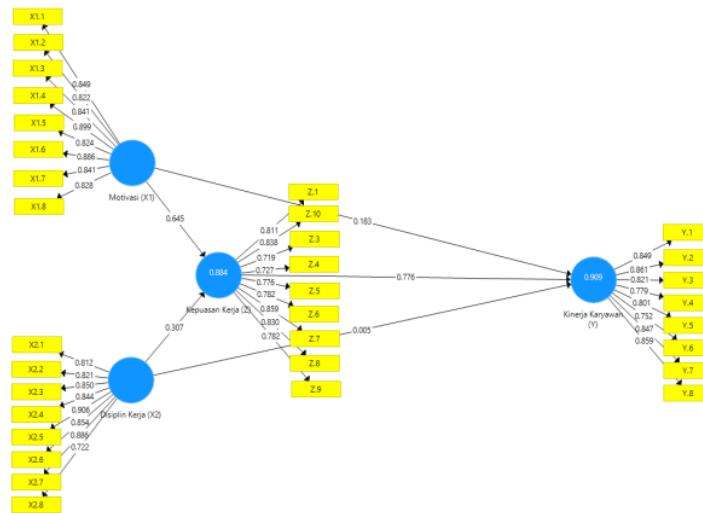 X1.1
X1.2
X1.3
X1.4
X1.5
X1.6
X1.7
X1.8
0.849
0.822
0.841
0.899
0.824
0.886
0.841
0.828
Motivasi (X1)
0.645
0.183
Z.1
Z.10
Z.3
Z.4
Z.5
Z.6
Z.7
Z.8
Z.9
0.811
0.838
0.719
0.727
0.776
0.782
0.859
0.830
0.782
0.884
Kepuasan Kerja (Z)
0.776
0.307
0.005
X2.1
X2.2
X2.3
X2.4
X2.5
X2.6
X2.7
X2.8
0.812
0.821
0.850
0.844
0.906
0.854
0.886
0.722
Disiplin Kerja (X2)
0.909
Kinerja Karyawan
(Y)
0.849
0.861
0.821
0.779
0.801
0.752
0.847
0.859
Y.1
Y.2
Y.3
Y.4
Y.5
Y.6
Y.7
Y.8